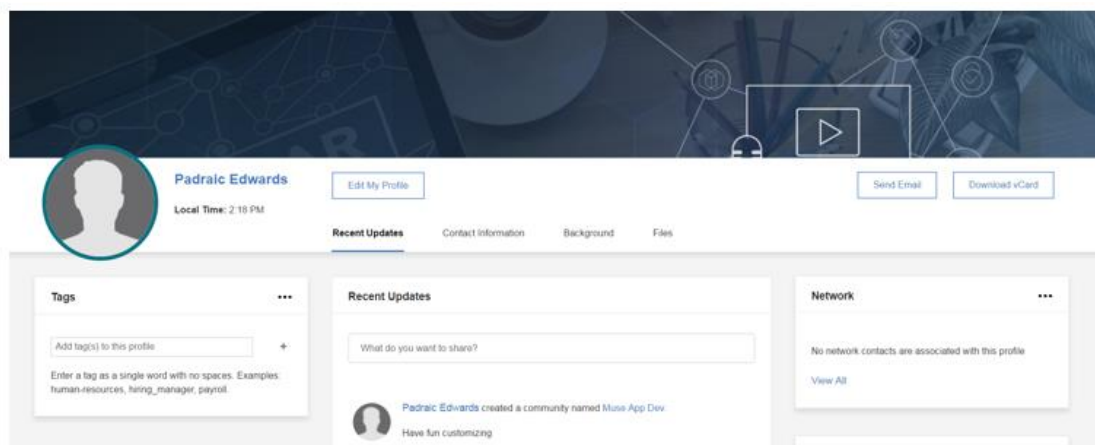 Padraic Edwards
Local Time: 2:18 PM
Edit My Profile
Send Email
Download vCard
Recent Updates
Contact Information
Background
Files
Tags
Add tag(s) to this profile
+
Enter a tag as a single word with no spaces. Examples:
human-resources, hiring_manager, payroll.
Recent Updates
What do you want to share?
Padraic Edwards created a community named Muse App Dev.
Have fun customizing
Network
No network contacts are associated with this profile
View All